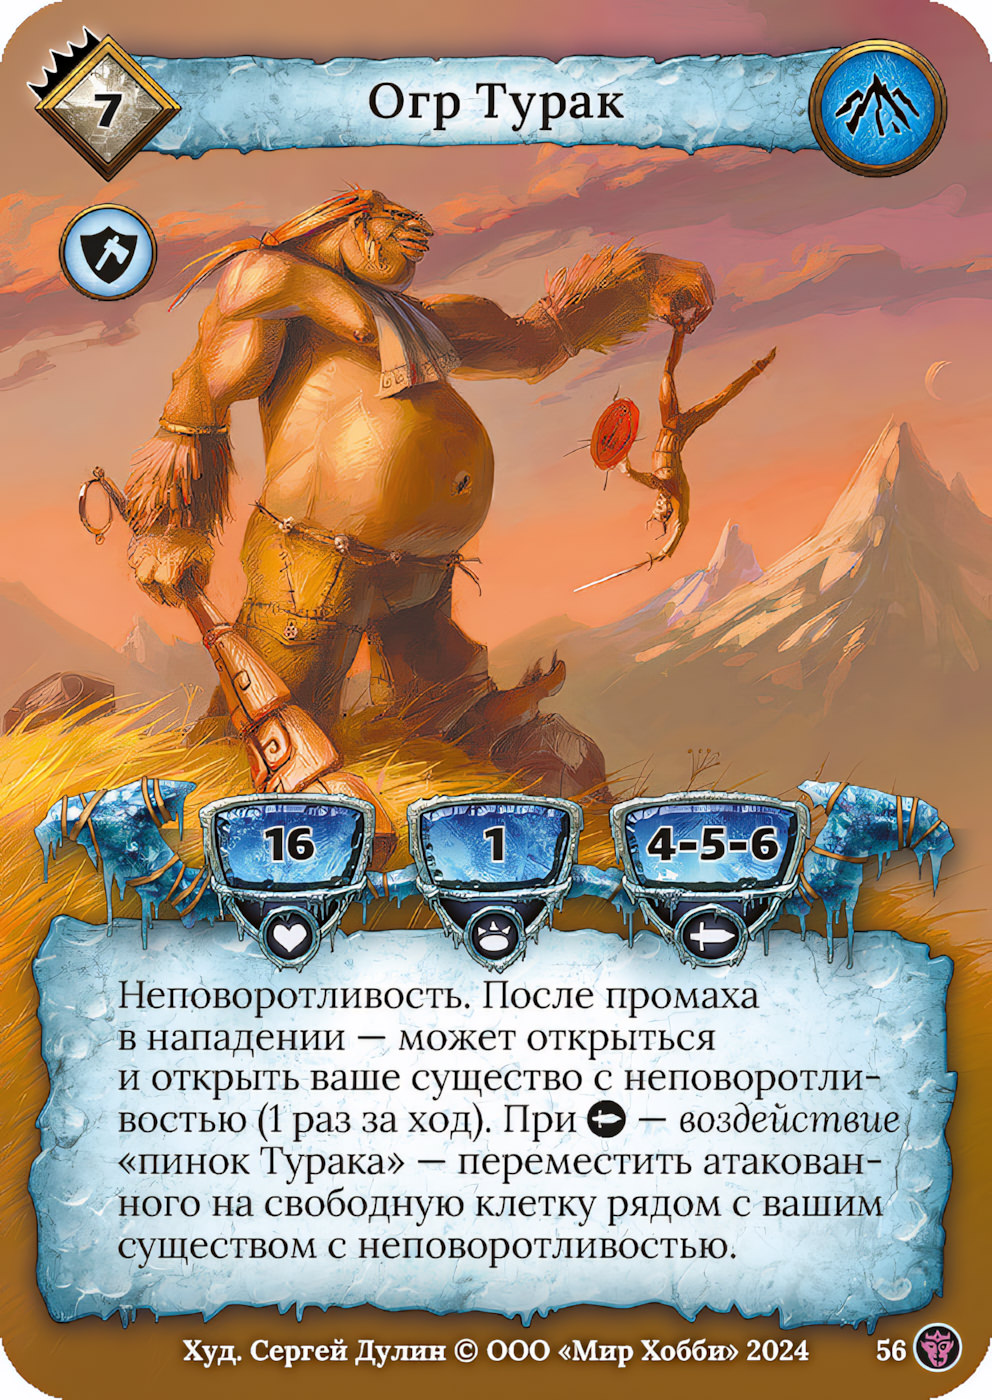 7
Огр Турак
16
1
4-5-6
Неповоротливость. После промаха
в нападении — может открыться
и открыть ваше существо с неповоротли-
востью (1 раз за ход). При — воздействие
«пинок Турака» — переместить атакован-
ного на свободную клетку рядом с вашим
существом с неповоротливостью.
Худ. Сергей Дулин © ООО «Мир Хобби» 2024
56